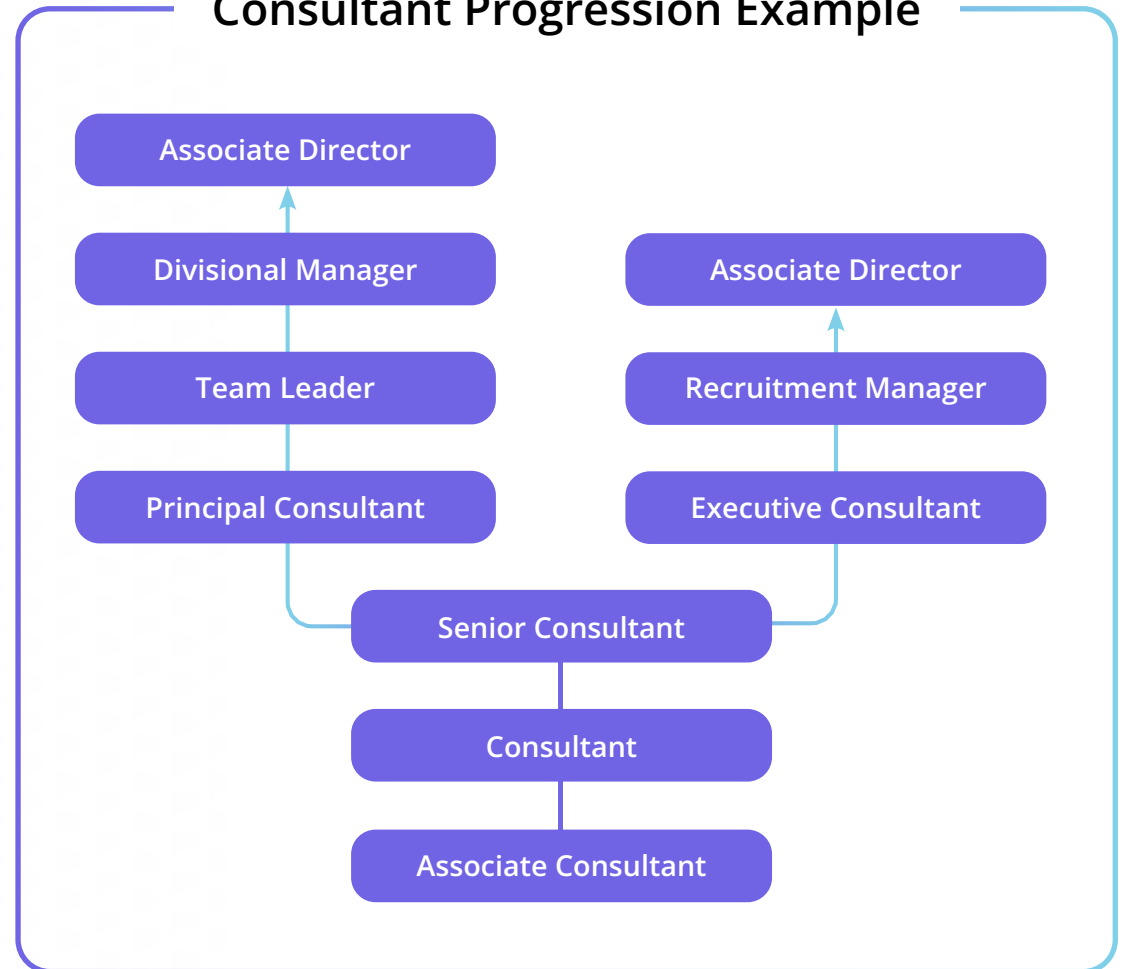 Consultant Progression Example
Associate Director
Divisional Manager
Associate Director
Team Leader
Recruitment Manager
Principal Consultant
Executive Consultant
Senior Consultant
Consultant
Associate Consultant